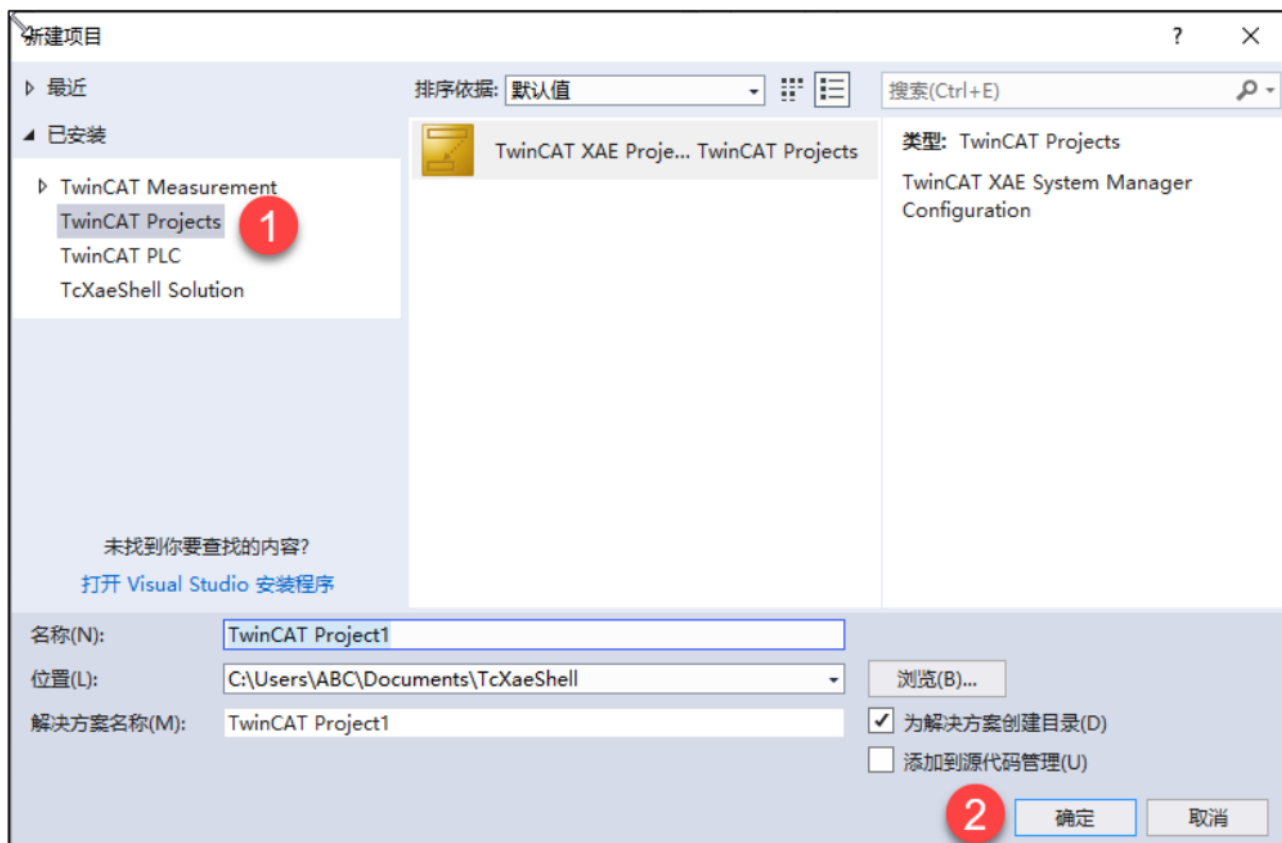 新建项目
?
最近
排序依据: 默认值
搜索(Ctrl+E)
已安装
TwinCAT Measurement
TwinCAT Projects
1
TwinCAT PLC
TcXaeShell Solution
TwinCAT XAE Proje... TwinCAT Projects
类型: TwinCAT Projects
TwinCAT XAE System Manager
Configuration
未找到你要查找的内容?
打开 Visual Studio 安装程序
名称(N): TwinCAT Project1
位置(L): C:\Users\ABC\Documents\TcXaeShell
浏览(B)...
解决方案名称(M): TwinCAT Project1
为解决方案创建目录(D)
添加到源代码管理(U)
2
确定
取消